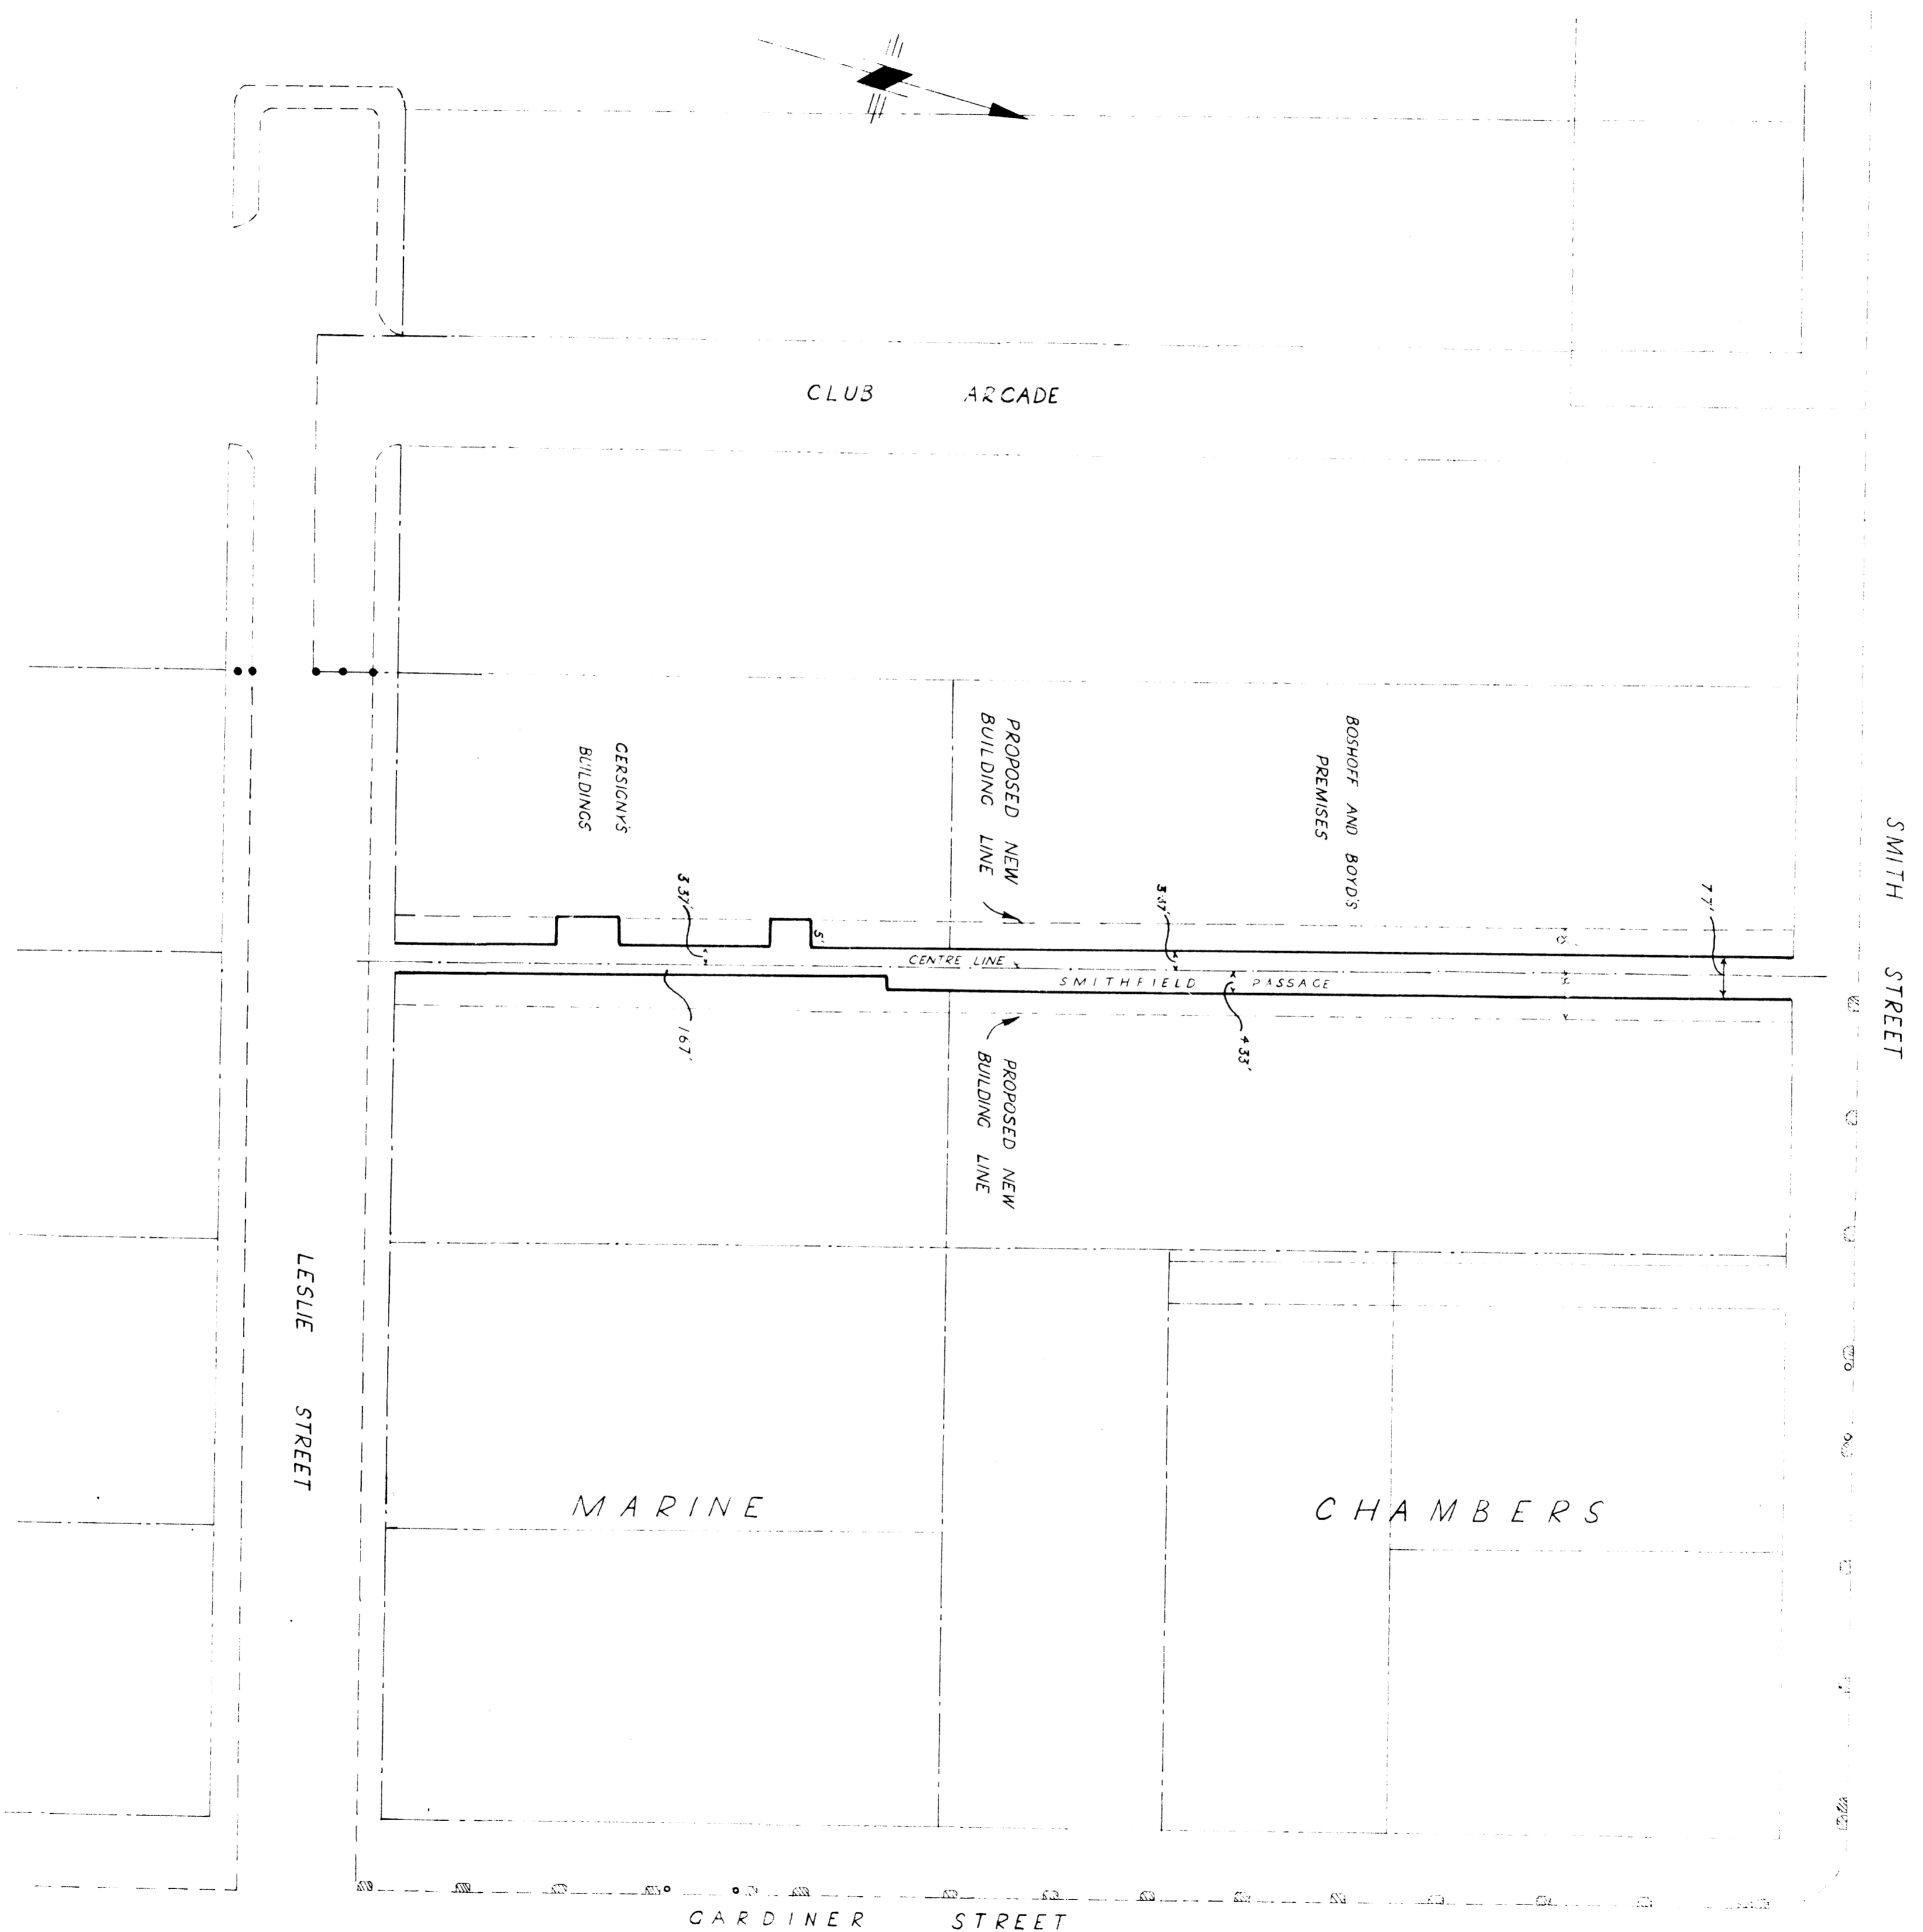 CLUB ARCADE
SMITH STREET
BOSHOFF AND BOYD'S
PREMISES
PROPOSED NEW
BUILDING LINE
GERSIGNY'S
BUILDINGS
3.37'
3.37'
7.7'
5'
CENTRE LINE
SMITHFIELD PASSAGE
1.67'
4.33'
PROPOSED NEW
BUILDING LINE
LESLIE STREET
MARINE CHAMBERS
GARDINER STREET